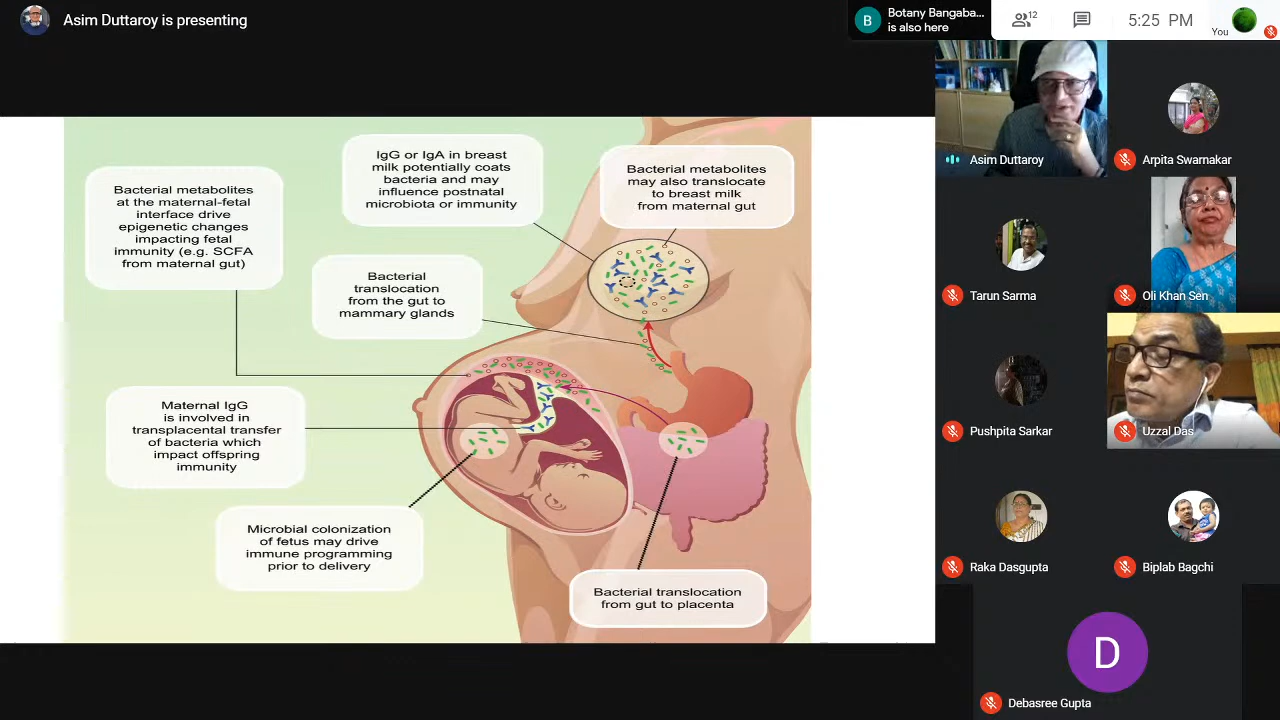 Asim Duttaroy is presenting
B
Botany Bangaba...
is also here
12
5:25 PM
You
Bacterial metabolites
at the maternal-fetal
interface drive
epigenetic changes
impacting fetal
immunity (e.g. SCFA
from maternal gut)
IgG or IgA in breast
milk potentially coats
bacteria and may
influence postnatal
microbiota or immunity
Bacterial metabolites
may also translocate
to breast milk
from maternal gut
Bacterial
translocation
from the gut to
mammary glands
Maternal IgG
is involved in
transplacental transfer
of bacteria which
impact offspring
immunity
Microbial colonization
of fetus may drive
immune programming
prior to delivery
Bacterial translocation
from gut to placenta
Asim Duttaroy
Arpita Swarnakar
Tarun Sarma
Oli Khan Sen
Pushpita Sarkar
Uzzal Das
Raka Dasgupta
Biplab Bagchi
D
Debasree Gupta